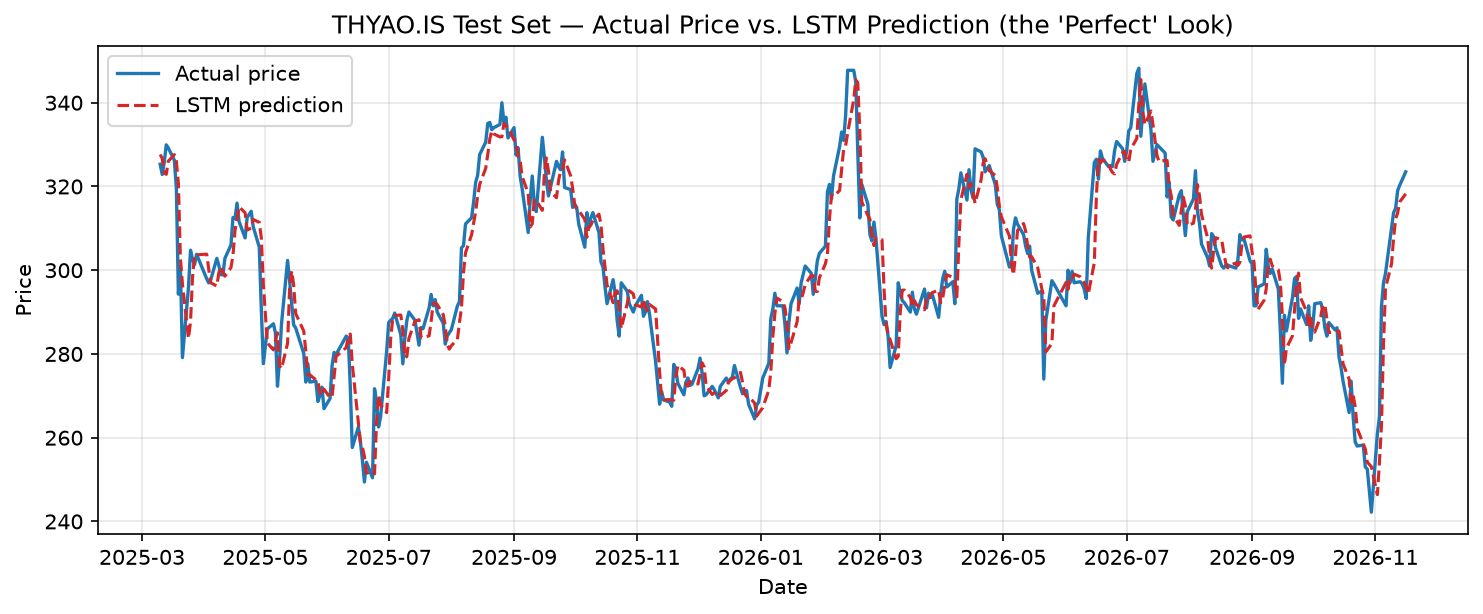 THYAO.IS Test Set — Actual Price vs. LSTM Prediction (the 'Perfect' Look)
Actual price
LSTM prediction
Price
340
320
300
280
260
240
2025-03 2025-05 2025-07 2025-09 2025-11 2026-01 2026-03 2026-05 2026-07 2026-09 2026-11
Date